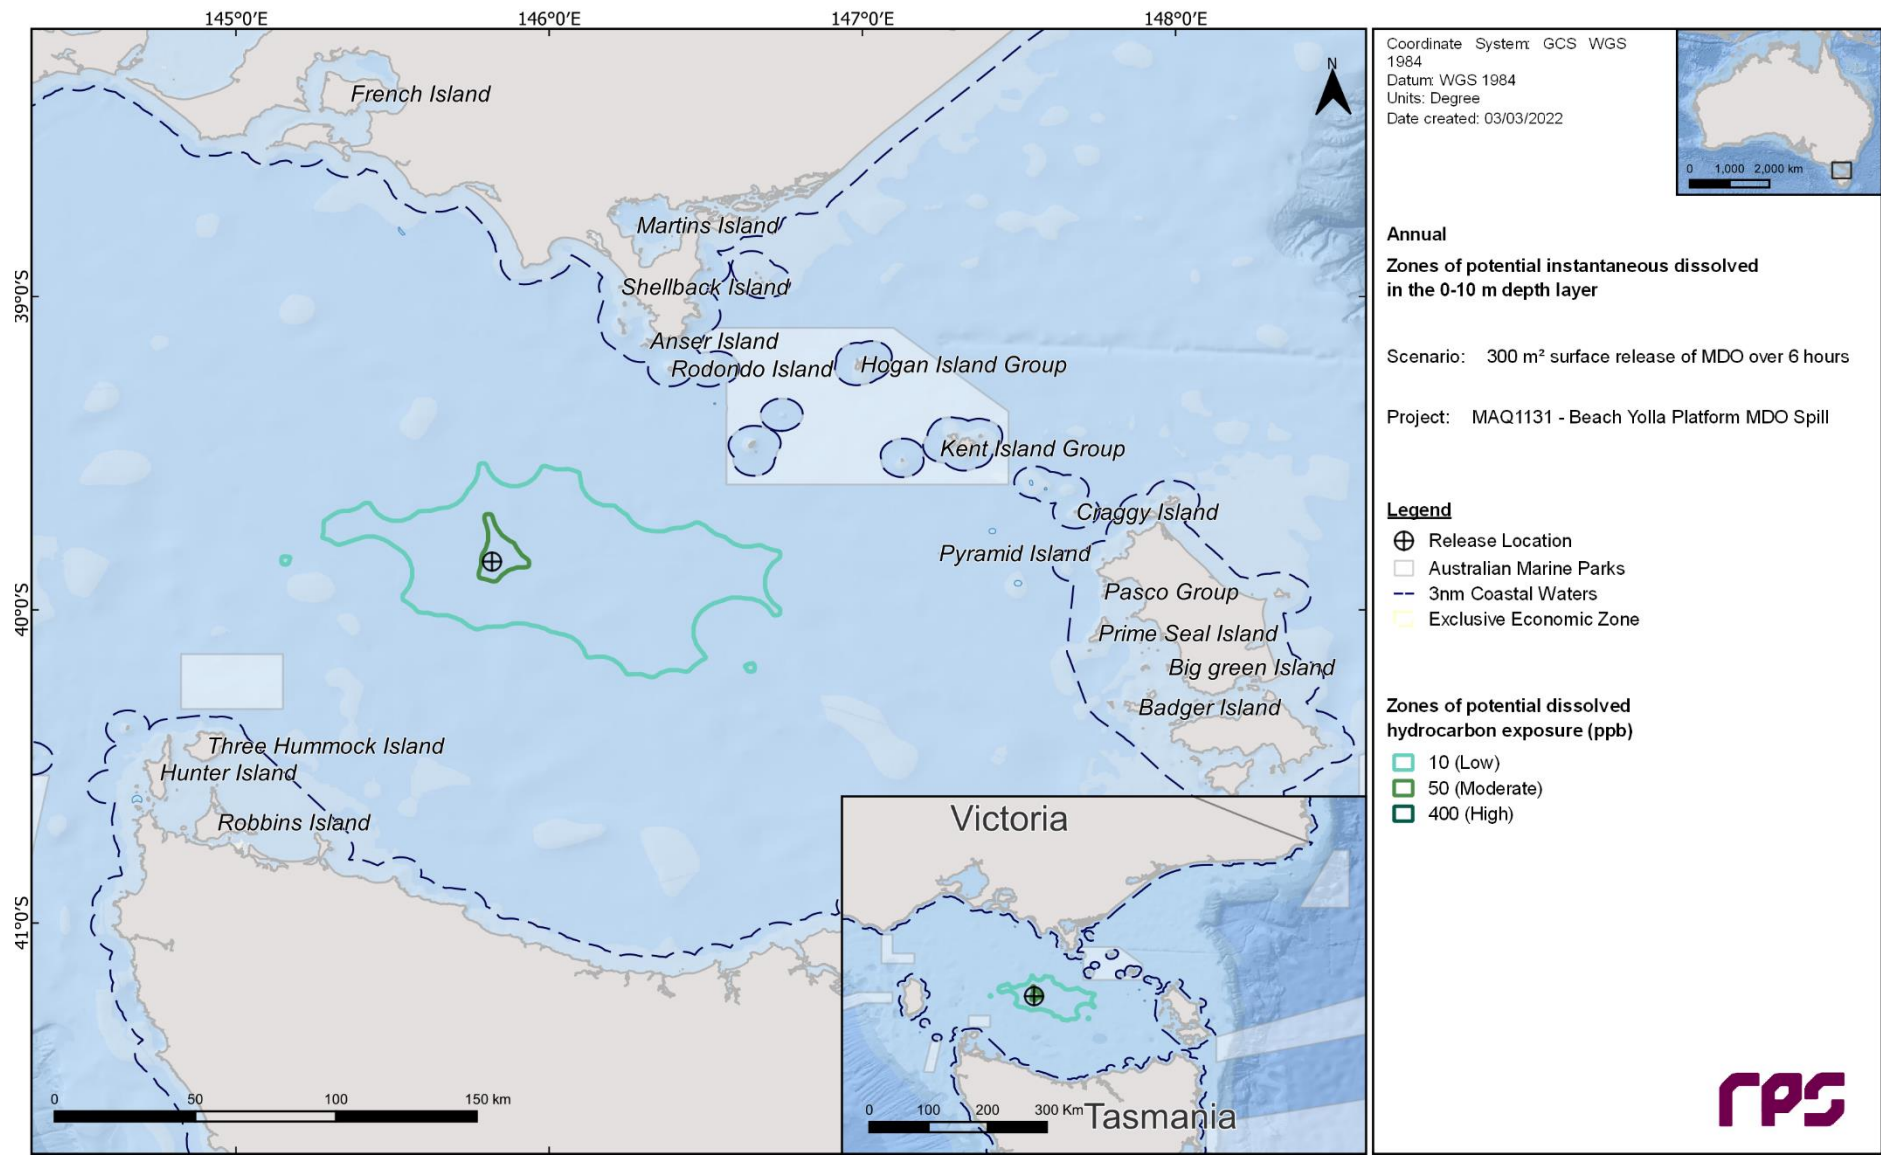 145°0'E 146°0'E 147°0'E 148°0'E
39°0'S
40°0'S
41°0'S
N
French Island
Martins Island
Shellback Island
Anser Island
Rodondo Island
Hogan Island Group
Kent Island Group
Craggy Island
Pyramid Island
Pasco Group
Prime Seal Island
Big green Island
Badger Island
Three Hummock Island
Hunter Island
Robbins Island
0 50 100 150 km
Victoria
Tasmania
0 100 200 300 Km
Coordinate System: GCS WGS
1984
Datum: WGS 1984
Units: Degree
Date created: 03/03/2022
0 1,000 2,000 km
Annual
Zones of potential instantaneous dissolved
in the 0-10 m depth layer
Scenario: 300 m² surface release of MDO over 6 hours
Project: MAQ1131 - Beach Yolla Platform MDO Spill
Legend
Release Location
Australian Marine Parks
3nm Coastal Waters
Exclusive Economic Zone
Zones of potential dissolved
hydrocarbon exposure (ppb)
10 (Low)
50 (Moderate)
400 (High)
rps